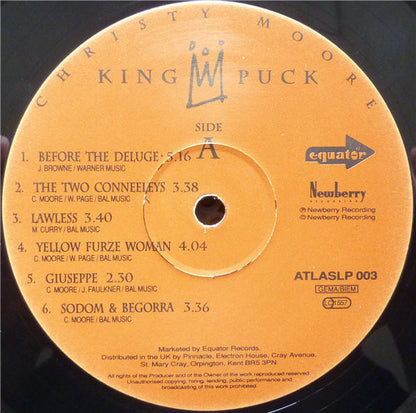 CHRISTY MOORE
KING PUCK
SIDE
A
1. BEFORE THE DELUGE 5.16
J. BROWNE / WARNER MUSIC
2. THE TWO CONNEELEYS 3.38
C. MOORE / W. PAGE / BAL MUSIC
3. LAWLESS 3.40
M. CURRY / BAL MUSIC
4. YELLOW FURZE WOMAN 4.04
C. MOORE / W. PAGE / BAL MUSIC
5. GIUSEPPE 2.30
C. MOORE / J. FAULKNER / BAL MUSIC
6. SODOM & BEGORRA 3.36
C. MOORE / BAL MUSIC
equator
Newberry
RECORDING
℗ Newberry Recording
© Newberry Recording
ATLASLP 003
GEMA/BIEM
LC 1557
Marketed by Equator Records.
Distributed in the UK by Pinnacle, Electron House, Cray Avenue,
St. Mary Cray, Orpington, Kent BR5 3PN
All rights of the Producer and of the Owner of the work reproduced reserved
Unauthorised copying, hiring, lending, public performance and
broadcasting of this work prohibited.